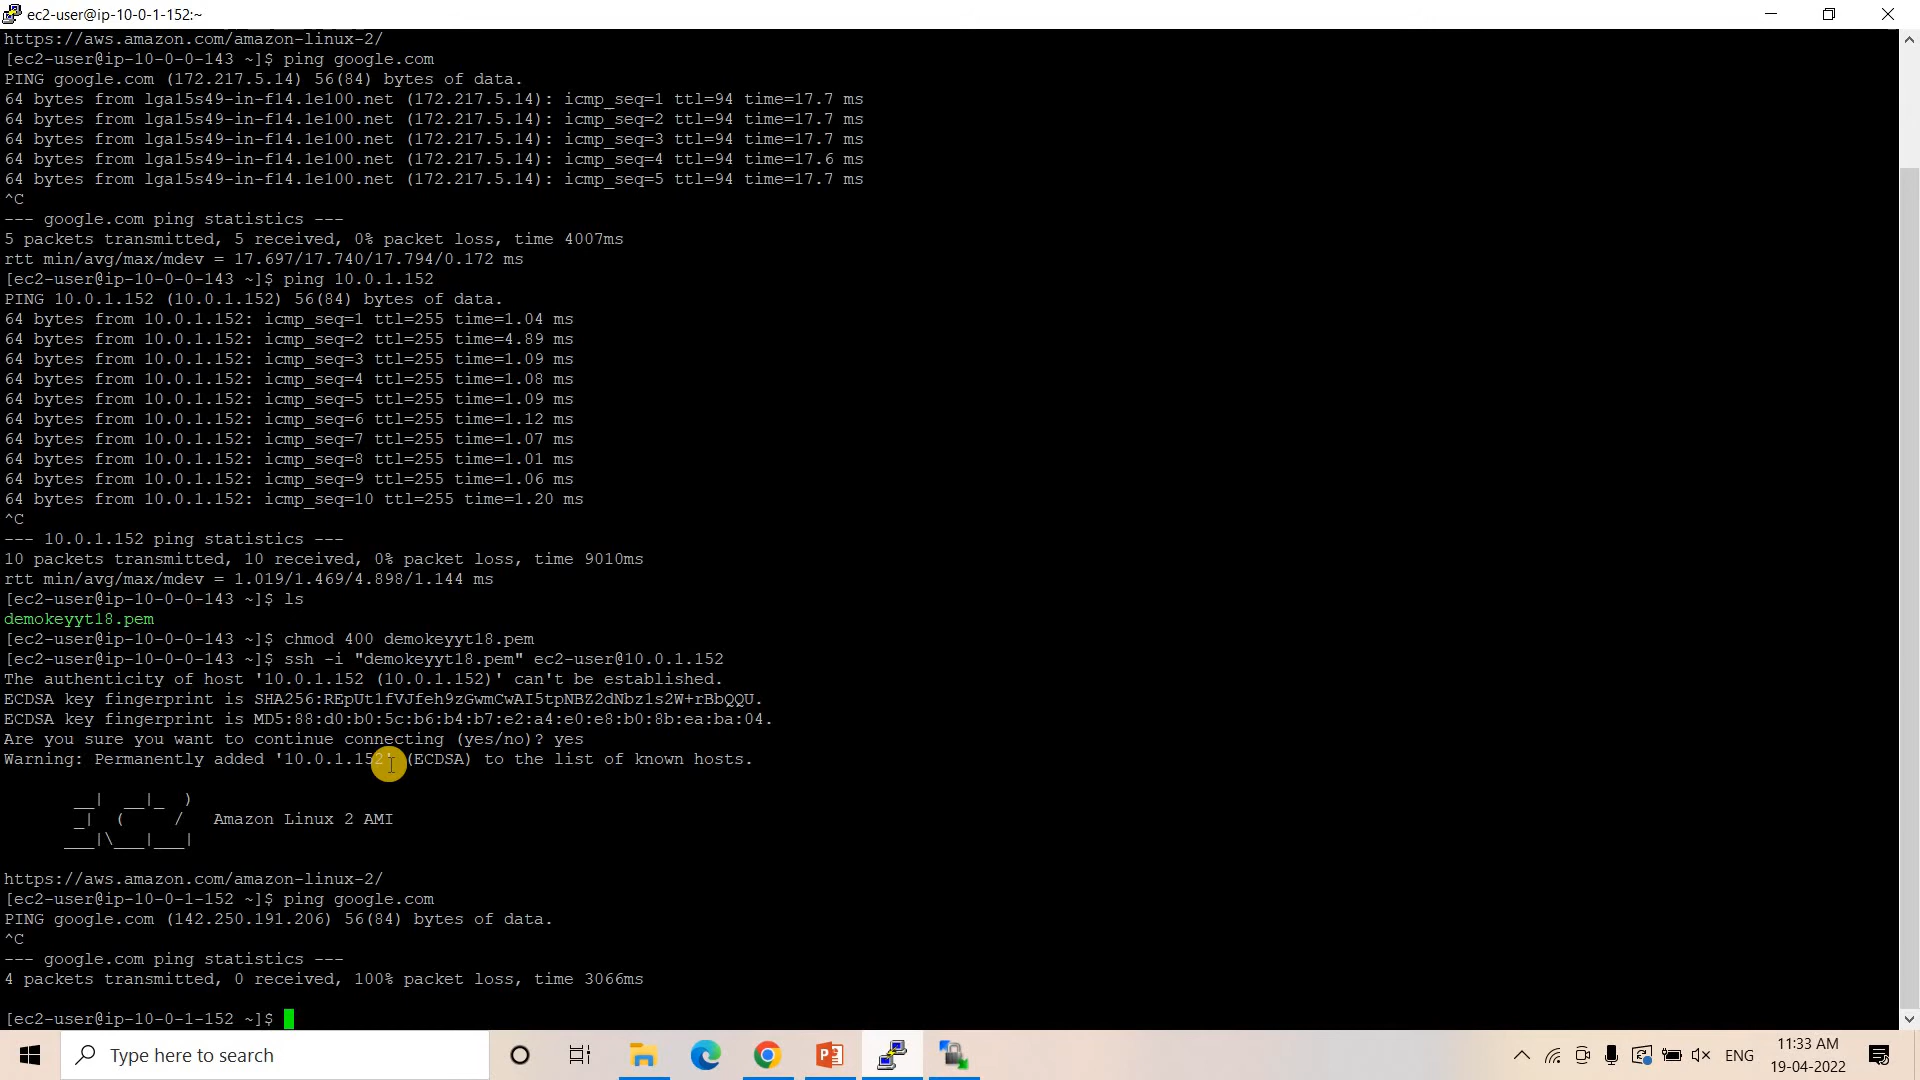 ec2-user@ip-10-0-1-152:~
https://aws.amazon.com/amazon-linux-2/
[ec2-user@ip-10-0-0-143 ~]$ ping google.com
PING google.com (172.217.5.14) 56(84) bytes of data.
64 bytes from lga15s49-in-f14.1e100.net (172.217.5.14): icmp_seq=1 ttl=94 time=17.7 ms
64 bytes from lga15s49-in-f14.1e100.net (172.217.5.14): icmp_seq=2 ttl=94 time=17.7 ms
64 bytes from lga15s49-in-f14.1e100.net (172.217.5.14): icmp_seq=3 ttl=94 time=17.7 ms
64 bytes from lga15s49-in-f14.1e100.net (172.217.5.14): icmp_seq=4 ttl=94 time=17.6 ms
64 bytes from lga15s49-in-f14.1e100.net (172.217.5.14): icmp_seq=5 ttl=94 time=17.7 ms
^C
--- google.com ping statistics ---
5 packets transmitted, 5 received, 0% packet loss, time 4007ms
rtt min/avg/max/mdev = 17.697/17.740/17.794/0.172 ms
[ec2-user@ip-10-0-0-143 ~]$ ping 10.0.1.152
PING 10.0.1.152 (10.0.1.152) 56(84) bytes of data.
64 bytes from 10.0.1.152: icmp_seq=1 ttl=255 time=1.04 ms
64 bytes from 10.0.1.152: icmp_seq=2 ttl=255 time=4.89 ms
64 bytes from 10.0.1.152: icmp_seq=3 ttl=255 time=1.09 ms
64 bytes from 10.0.1.152: icmp_seq=4 ttl=255 time=1.08 ms
64 bytes from 10.0.1.152: icmp_seq=5 ttl=255 time=1.09 ms
64 bytes from 10.0.1.152: icmp_seq=6 ttl=255 time=1.12 ms
64 bytes from 10.0.1.152: icmp_seq=7 ttl=255 time=1.07 ms
64 bytes from 10.0.1.152: icmp_seq=8 ttl=255 time=1.01 ms
64 bytes from 10.0.1.152: icmp_seq=9 ttl=255 time=1.06 ms
64 bytes from 10.0.1.152: icmp_seq=10 ttl=255 time=1.20 ms
^C
--- 10.0.1.152 ping statistics ---
10 packets transmitted, 10 received, 0% packet loss, time 9010ms
rtt min/avg/max/mdev = 1.019/1.469/4.898/1.144 ms
[ec2-user@ip-10-0-0-143 ~]$ ls
demokeyyt18.pem
[ec2-user@ip-10-0-0-143 ~]$ chmod 400 demokeyyt18.pem
[ec2-user@ip-10-0-0-143 ~]$ ssh -i "demokeyyt18.pem" ec2-user@10.0.1.152
The authenticity of host '10.0.1.152 (10.0.1.152)' can't be established.
ECDSA key fingerprint is SHA256:REpUt1fVJfeh9zGwmCwAI5tpNBZ2dNbz1s2W+rBbQQU.
ECDSA key fingerprint is MD5:88:d0:b0:5c:b6:b4:b7:e2:a4:e0:e8:b0:8b:ea:ba:04.
Are you sure you want to continue connecting (yes/no)? yes
Warning: Permanently added '10.0.1.152' (ECDSA) to the list of known hosts.
__|  __|_  )
_|  (     /   Amazon Linux 2 AMI
___|\___|___|
https://aws.amazon.com/amazon-linux-2/
[ec2-user@ip-10-0-1-152 ~]$ ping google.com
PING google.com (142.250.191.206) 56(84) bytes of data.
^C
--- google.com ping statistics ---
4 packets transmitted, 0 received, 100% packet loss, time 3066ms
[ec2-user@ip-10-0-1-152 ~]$
Type here to search
ENG
11:33 AM
19-04-2022